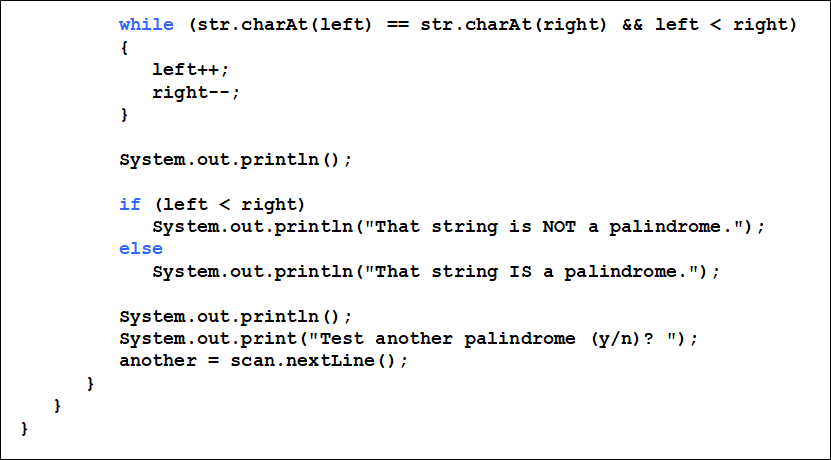 while (str.charAt(left) == str.charAt(right) && left < right)
{
left++;
right--;
}
System.out.println();
if (left < right)
System.out.println("That string is NOT a palindrome.");
else
System.out.println("That string IS a palindrome.");
System.out.println();
System.out.print("Test another palindrome (y/n)? ");
another = scan.nextLine();
}
}
}